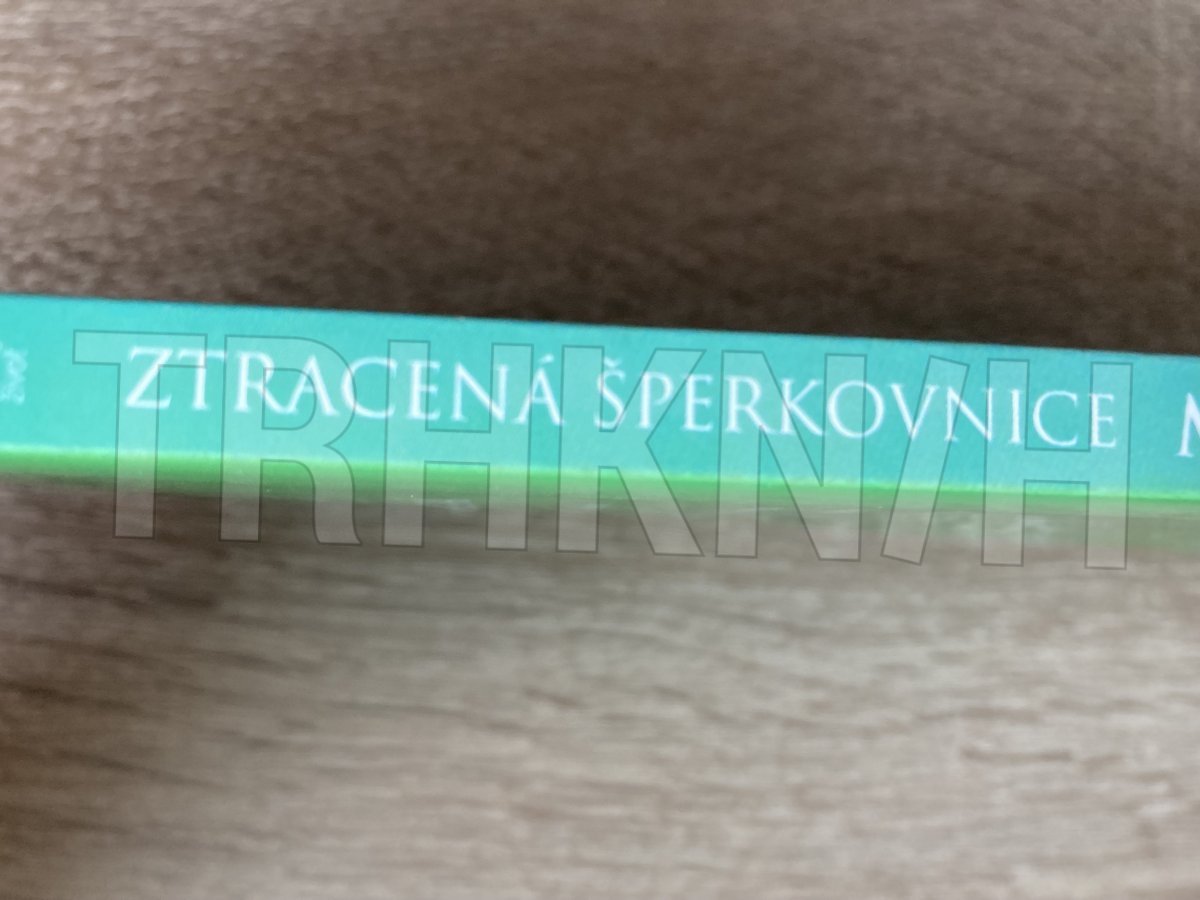 ZTRACENÁ ŠPERKOVNICE
TRHKNIH